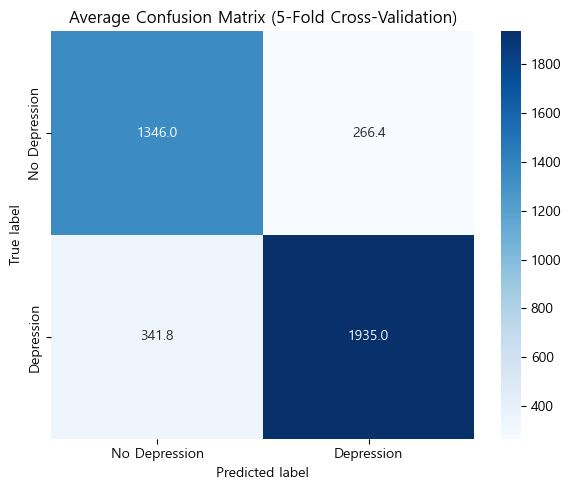 Average Confusion Matrix (5-Fold Cross-Validation)
No Depression
Depression
True label
1346.0
266.4
341.8
1935.0
No Depression
Depression
Predicted label
1800
1600
1400
1200
1000
800
600
400